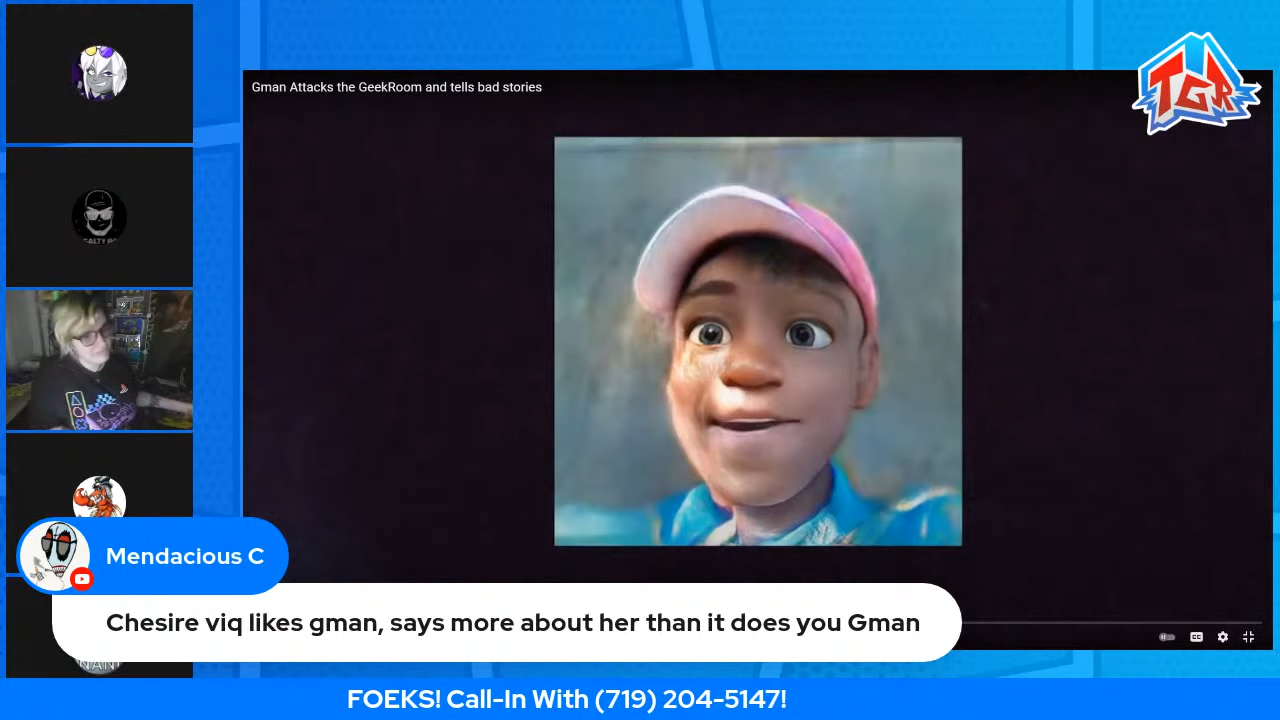 Gman Attacks the GeekRoom and tells bad stories
TGR
Mendacious C
Chesire viq likes gman, says more about her than it does you Gman
FOEKS! Call-In With (719) 204-5147!